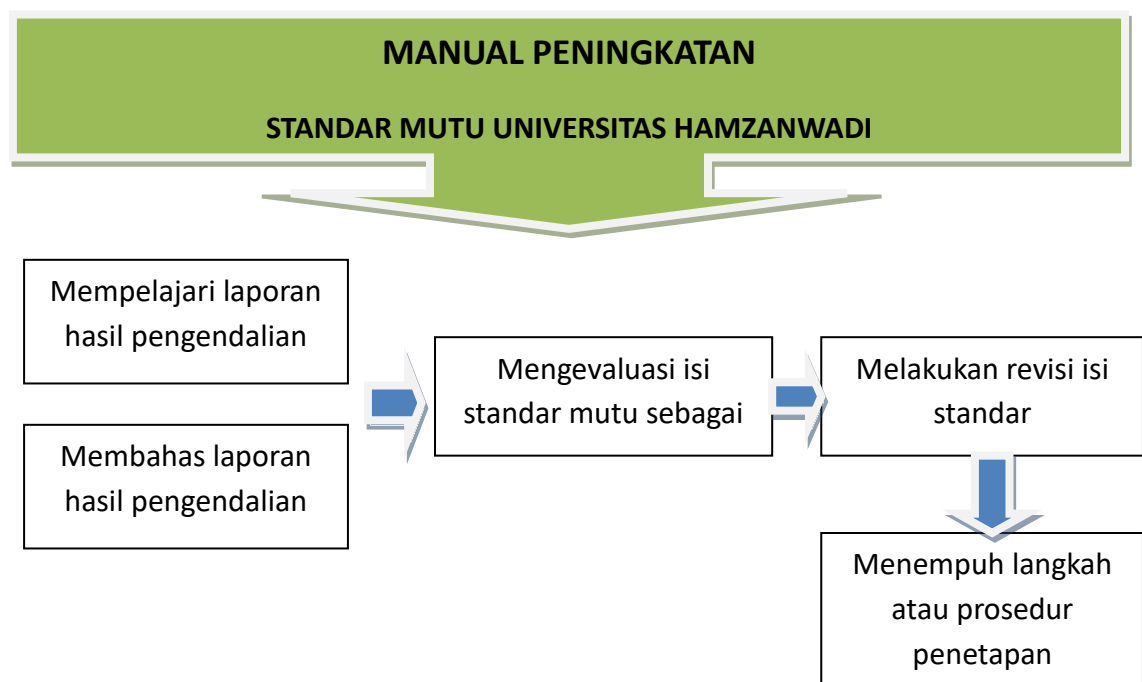 MANUAL PENINGKATAN
STANDAR MUTU UNIVERSITAS HAMZANWADI
Mempelajari laporan
hasil pengendalian
Membahas laporan
hasil pengendalian
Mengevaluasi isi
standar mutu sebagai
Melakukan revisi isi
standar
Menempuh langkah
atau prosedur
penetapan